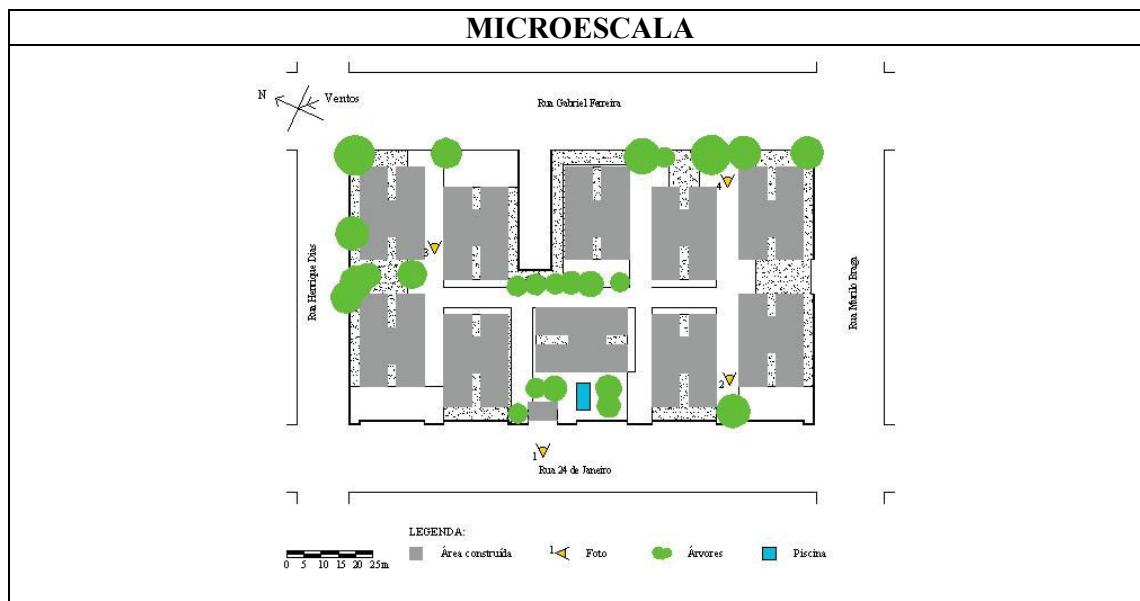 MICROESCALA
N
Ventos
Rua Gabriel Ferreira
Rua Henrique Dias
3
4
Rua Murilo Braga
2
1
Rua 24 de Janeiro
LEGENDA:
0 5 10 15 20 25m
Área construída
1 Foto
Árvores
Piscina